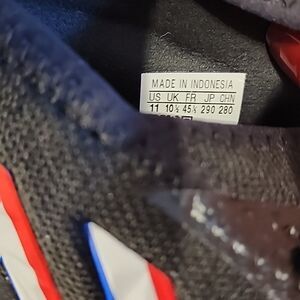 MADE IN INDONESIA
US UK FR JP CHN
11 10½ 45⅓ 290 280